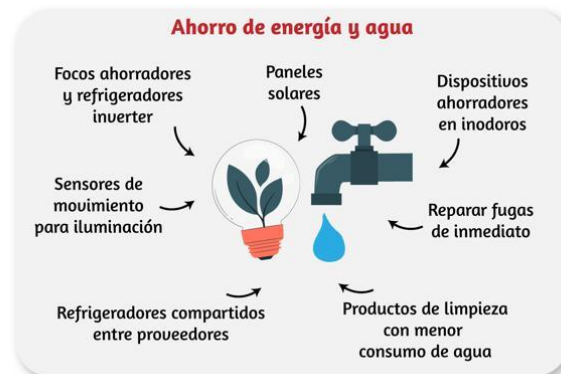 Ahorro de energía y agua
Focos ahorradores
y refrigeradores
inverter
Paneles
solares
Dispositivos
ahorradores
en inodoros
Sensores de
movimiento
para iluminación
Reparar fugas
de inmediato
Refrigeradores compartidos
entre proveedores
Productos de limpieza
con menor
consumo de agua